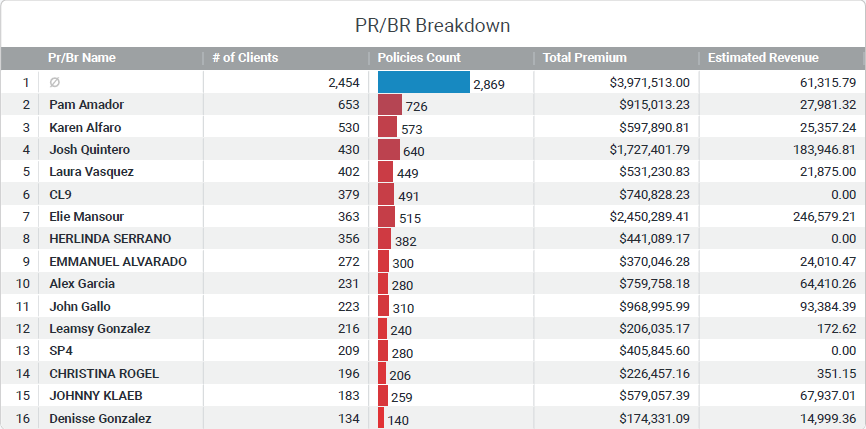 PR/BR Breakdown
Pr/Br Name # of Clients Policies Count Total Premium Estimated Revenue
1 Ø 2,454 2,869 $3,971,513.00 61,315.79
2 Pam Amador 653 726 $915,013.23 27,981.32
3 Karen Alfaro 530 573 $597,890.81 25,357.24
4 Josh Quintero 430 640 $1,727,401.79 183,946.81
5 Laura Vasquez 402 449 $531,230.83 21,875.00
6 CL9 379 491 $740,828.23 0.00
7 Elie Mansour 363 515 $2,450,289.41 246,579.21
8 HERLINDA SERRANO 356 382 $441,089.17 0.00
9 EMMANUEL ALVARADO 272 300 $370,046.28 24,010.47
10 Alex Garcia 231 280 $759,758.18 64,410.26
11 John Gallo 223 310 $968,995.99 93,384.39
12 Leamsy Gonzalez 216 240 $206,035.17 172.62
13 SP4 209 280 $405,845.60 0.00
14 CHRISTINA ROGEL 196 206 $226,457.16 351.15
15 JOHNNY KLAEB 183 259 $579,057.39 67,937.01
16 Denisse Gonzalez 134 140 $174,331.09 14,999.36